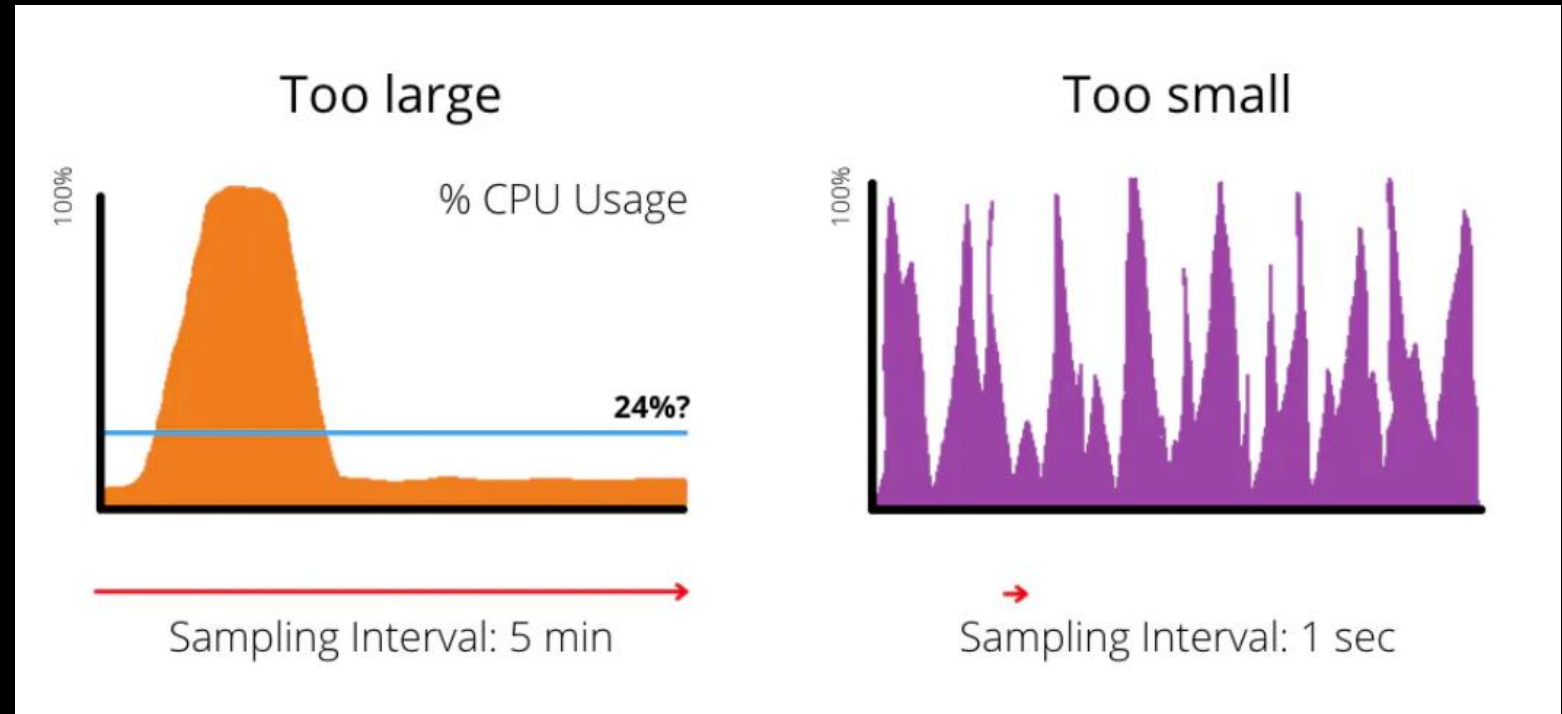 Too large
100%
% CPU Usage
24%?
Sampling Interval: 5 min
Too small
100%
Sampling Interval: 1 sec